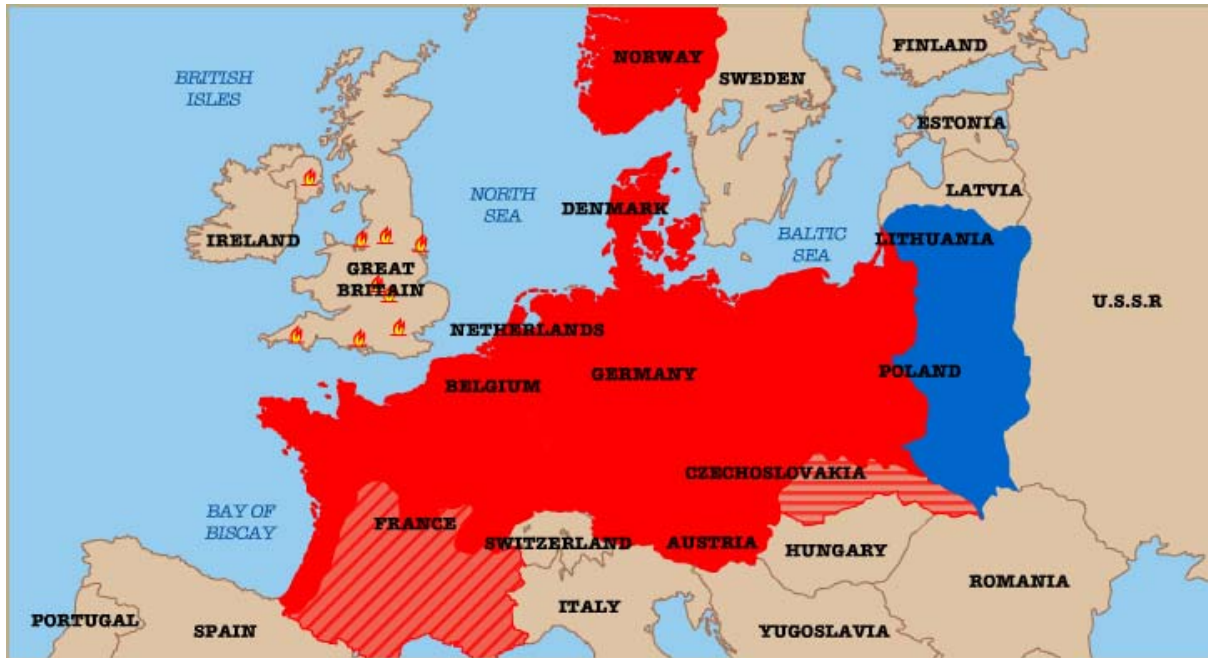 NORWAY
FINLAND
SWEDEN
BRITISH
ISLES
ESTONIA
LATVIA
NORTH
SEA
DENMARK
IRELAND
BALTIC
SEA
LITHUANIA
GREAT
BRITAIN
U.S.S.R
NETHERLANDS
BELGIUM
GERMANY
POLAND
CZECHOSLOVAKIA
BAY OF
BISCAY
FRANCE
SWITZERLAND
AUSTRIA
HUNGARY
ROMANIA
PORTUGAL
SPAIN
ITALY
YUGOSLAVIA